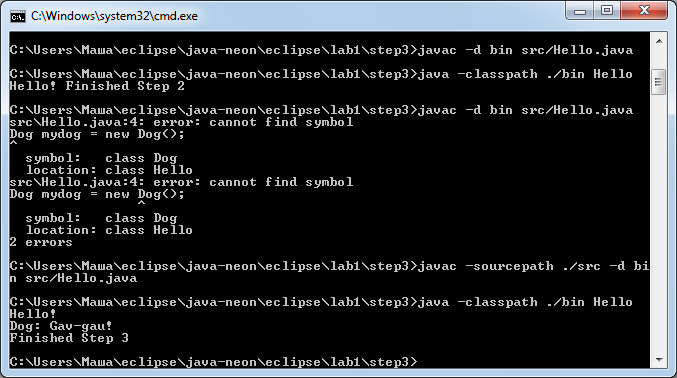 C:\Windows\system32\cmd.exe
C:\Users\Mawa\eclipse\java-neon\eclipse\lab1\step3>javac -d bin src/Hello.java
C:\Users\Mawa\eclipse\java-neon\eclipse\lab1\step3>java -classpath ./bin Hello
Hello! Finished Step 2
C:\Users\Mawa\eclipse\java-neon\eclipse\lab1\step3>javac -d bin src/Hello.java
src\Hello.java:4: error: cannot find symbol
Dog mydog = new Dog();
^
symbol:   class Dog
location: class Hello
src\Hello.java:4: error: cannot find symbol
Dog mydog = new Dog();
^
symbol:   class Dog
location: class Hello
2 errors
C:\Users\Mawa\eclipse\java-neon\eclipse\lab1\step3>javac -sourcepath ./src -d bi
n src/Hello.java
C:\Users\Mawa\eclipse\java-neon\eclipse\lab1\step3>java -classpath ./bin Hello
Hello!
Dog: Gav-gau!
Finished Step 3
C:\Users\Mawa\eclipse\java-neon\eclipse\lab1\step3>